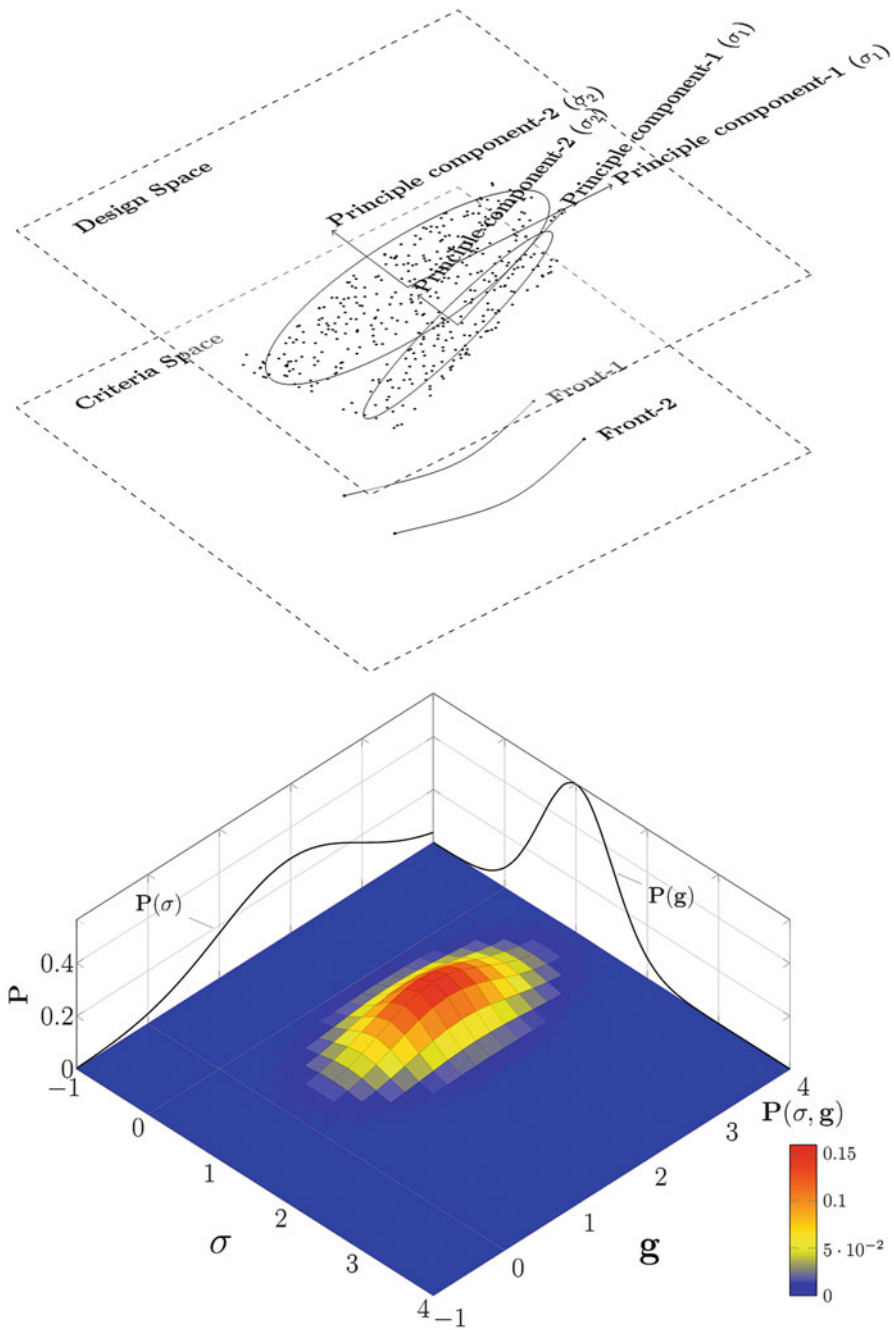 Principle component-1 (σ₁)
Principle component-1 (σ₁)
Principle component-2 (σ₂)
Principle component-2 (σ₂)
Design Space
Criteria Space
Front-1
Front-2
P(σ)
P(g)
P
0.4
0.2
0
−1
0
1
2
3
4
σ
−1
0
1
2
3
4
g
P(σ, g)
0.15
0.1
5 · 10⁻²
0